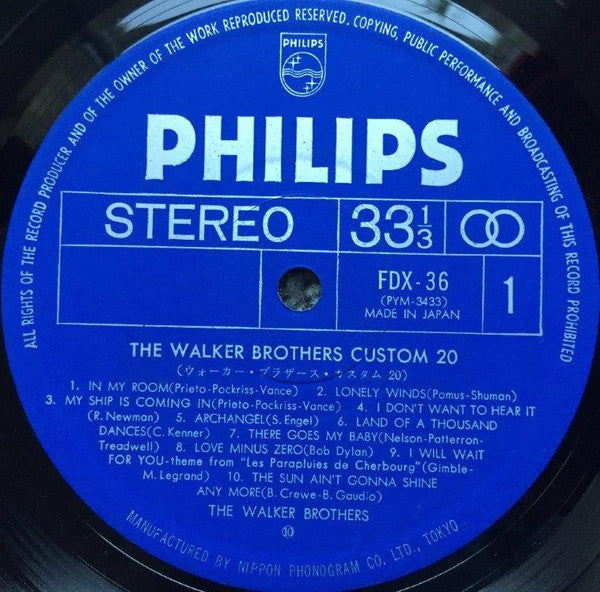 ALL RIGHTS OF THE RECORD PRODUCER AND OF THE OWNER OF THE WORK REPRODUCED RESERVED. COPYING, PUBLIC PERFORMANCE AND BROADCASTING OF THIS RECORD PROHIBITED
PHILIPS
PHILIPS
STEREO 33 1/3
FDX-36 1
(PYM-3433)
MADE IN JAPAN
THE WALKER BROTHERS CUSTOM 20
(ウォーカー・ブラザース・カスタム 20)
1. IN MY ROOM(Prieto-Pockriss-Vance) 2. LONELY WINDS(Pomus-Shuman)
3. MY SHIP IS COMING IN(Prieto-Pockriss-Vance) 4. I DON'T WANT TO HEAR IT
(R. Newman) 5. ARCHANGEL(S. Engel) 6. LAND OF A THOUSAND
DANCES(C. Kenner) 7. THERE GOES MY BABY(Nelson-Patterron-
Treadwell) 8. LOVE MINUS ZERO(Bob Dylan) 9. I WILL WAIT
FOR YOU-theme from "Les Parapluies de Cherbourg"(Gimble-
M. Legrand) 10. THE SUN AIN'T GONNA SHINE
ANY MORE(B. Crewe-B. Gaudio)
THE WALKER BROTHERS
⑩
MANUFACTURED BY NIPPON PHONOGRAM CO. LTD., TOKYO